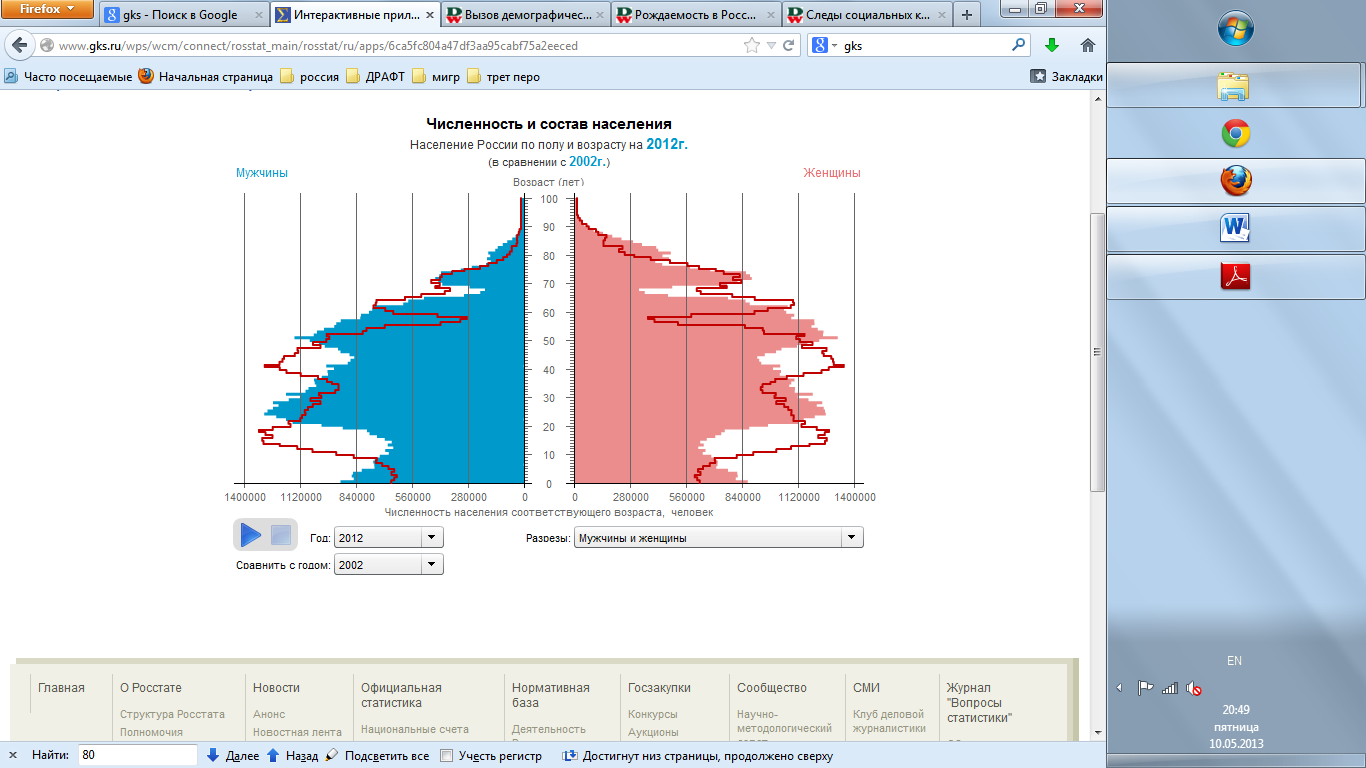 Firefox
gks - Поиск в Google
Интерактивные прил...
Вызов демографичес...
Рождаемость в Росс...
Следы социальных к...
www.gks.ru/wps/wcm/connect/rosstat_main/rosstat/ru/apps/6ca5fc804a47df3aa95cabf75a2eeced
gks
Часто посещаемые
Начальная страница
россия
ДРАФТ
мигр
трет перо
Закладки
Численность и состав населения
Население России по полу и возрасту на 2012г.
(в сравнении с 2002г.)
Мужчины
Возраст (лет)
Женщины
100
90
80
70
60
50
40
30
20
10
0
1400000 1120000 840000 560000 280000 0
0 280000 560000 840000 1120000 1400000
Численность населения соответствующего возраста, человек
Год: 2012
Разрезы: Мужчины и женщины
Сравнить с годом: 2002
Главная
О Росстате
Структура Росстата
Полномочия
Новости
Анонс
Новостная лента
Официальная
статистика
Национальные счета
Нормативная
база
Деятельность
Госзакупки
Конкурсы
Аукционы
Сообщество
Научно-
методологический
СМИ
Клуб деловой
журналистики
Журнал
"Вопросы
статистики"
Найти: 80
Далее
Назад
Подсветить все
Учесть регистр
Достигнут низ страницы, продолжено сверху
EN
20:49
пятница
10.05.2013